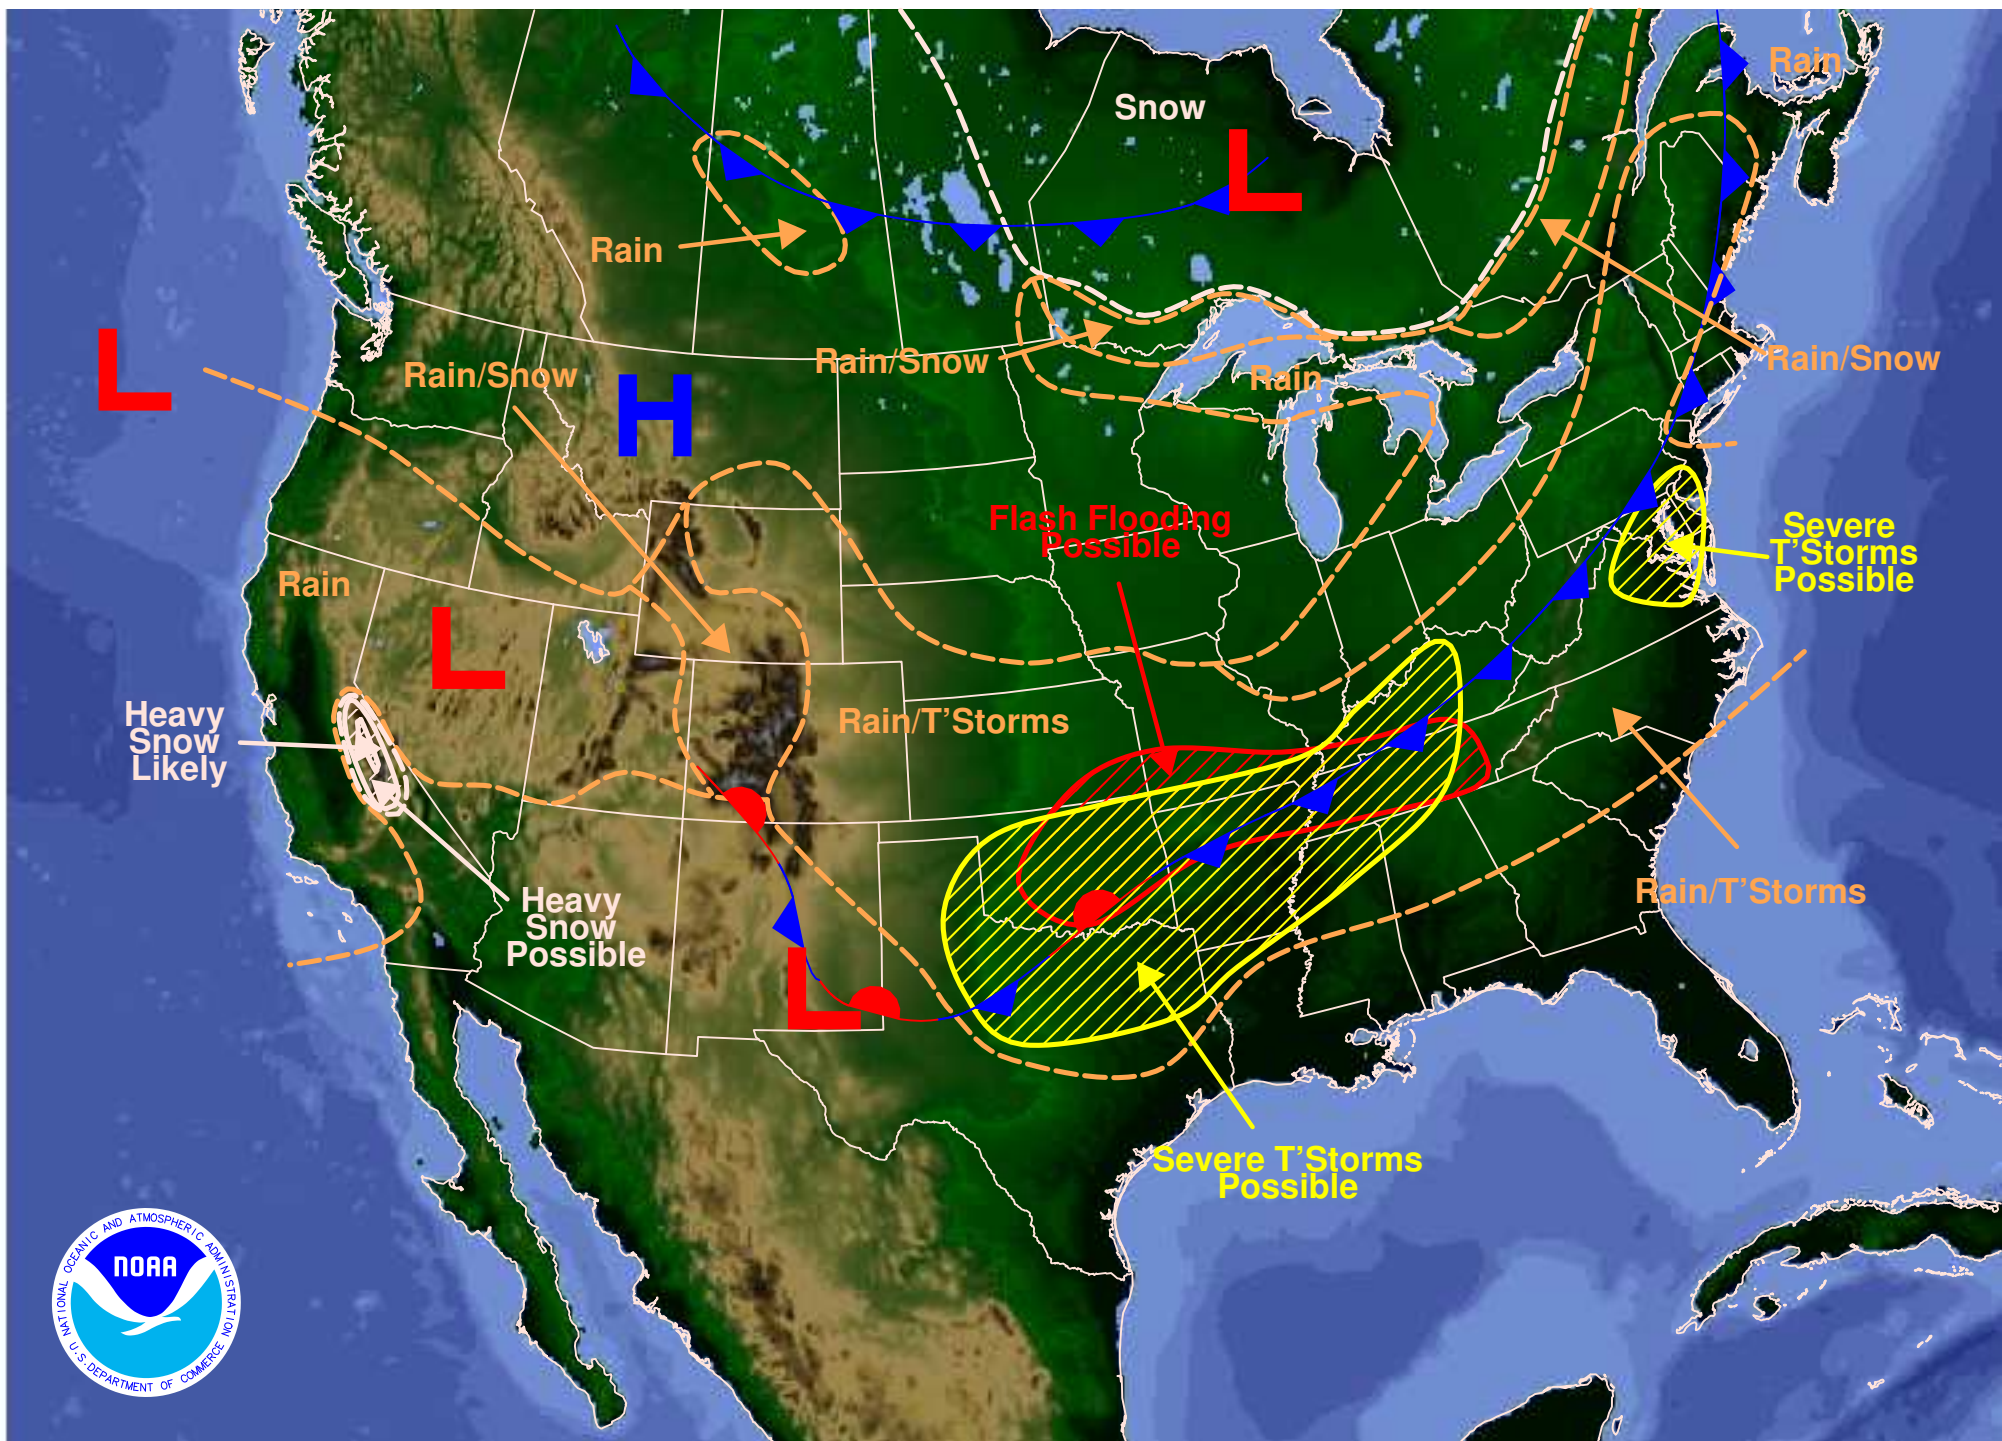 Rain
Snow
L
Rain
Rain/Snow
L
Rain/Snow
H
Rain/Snow
Rain
Flash Flooding
Possible
Severe
T'Storms
Possible
Rain
L
Heavy
Snow
Likely
Rain/T'Storms
Heavy
Snow
Possible
Rain/T'Storms
L
Severe T'Storms
Possible
NATIONAL OCEANIC AND ATMOSPHERIC ADMINISTRATION
NOAA
U.S. DEPARTMENT OF COMMERCE